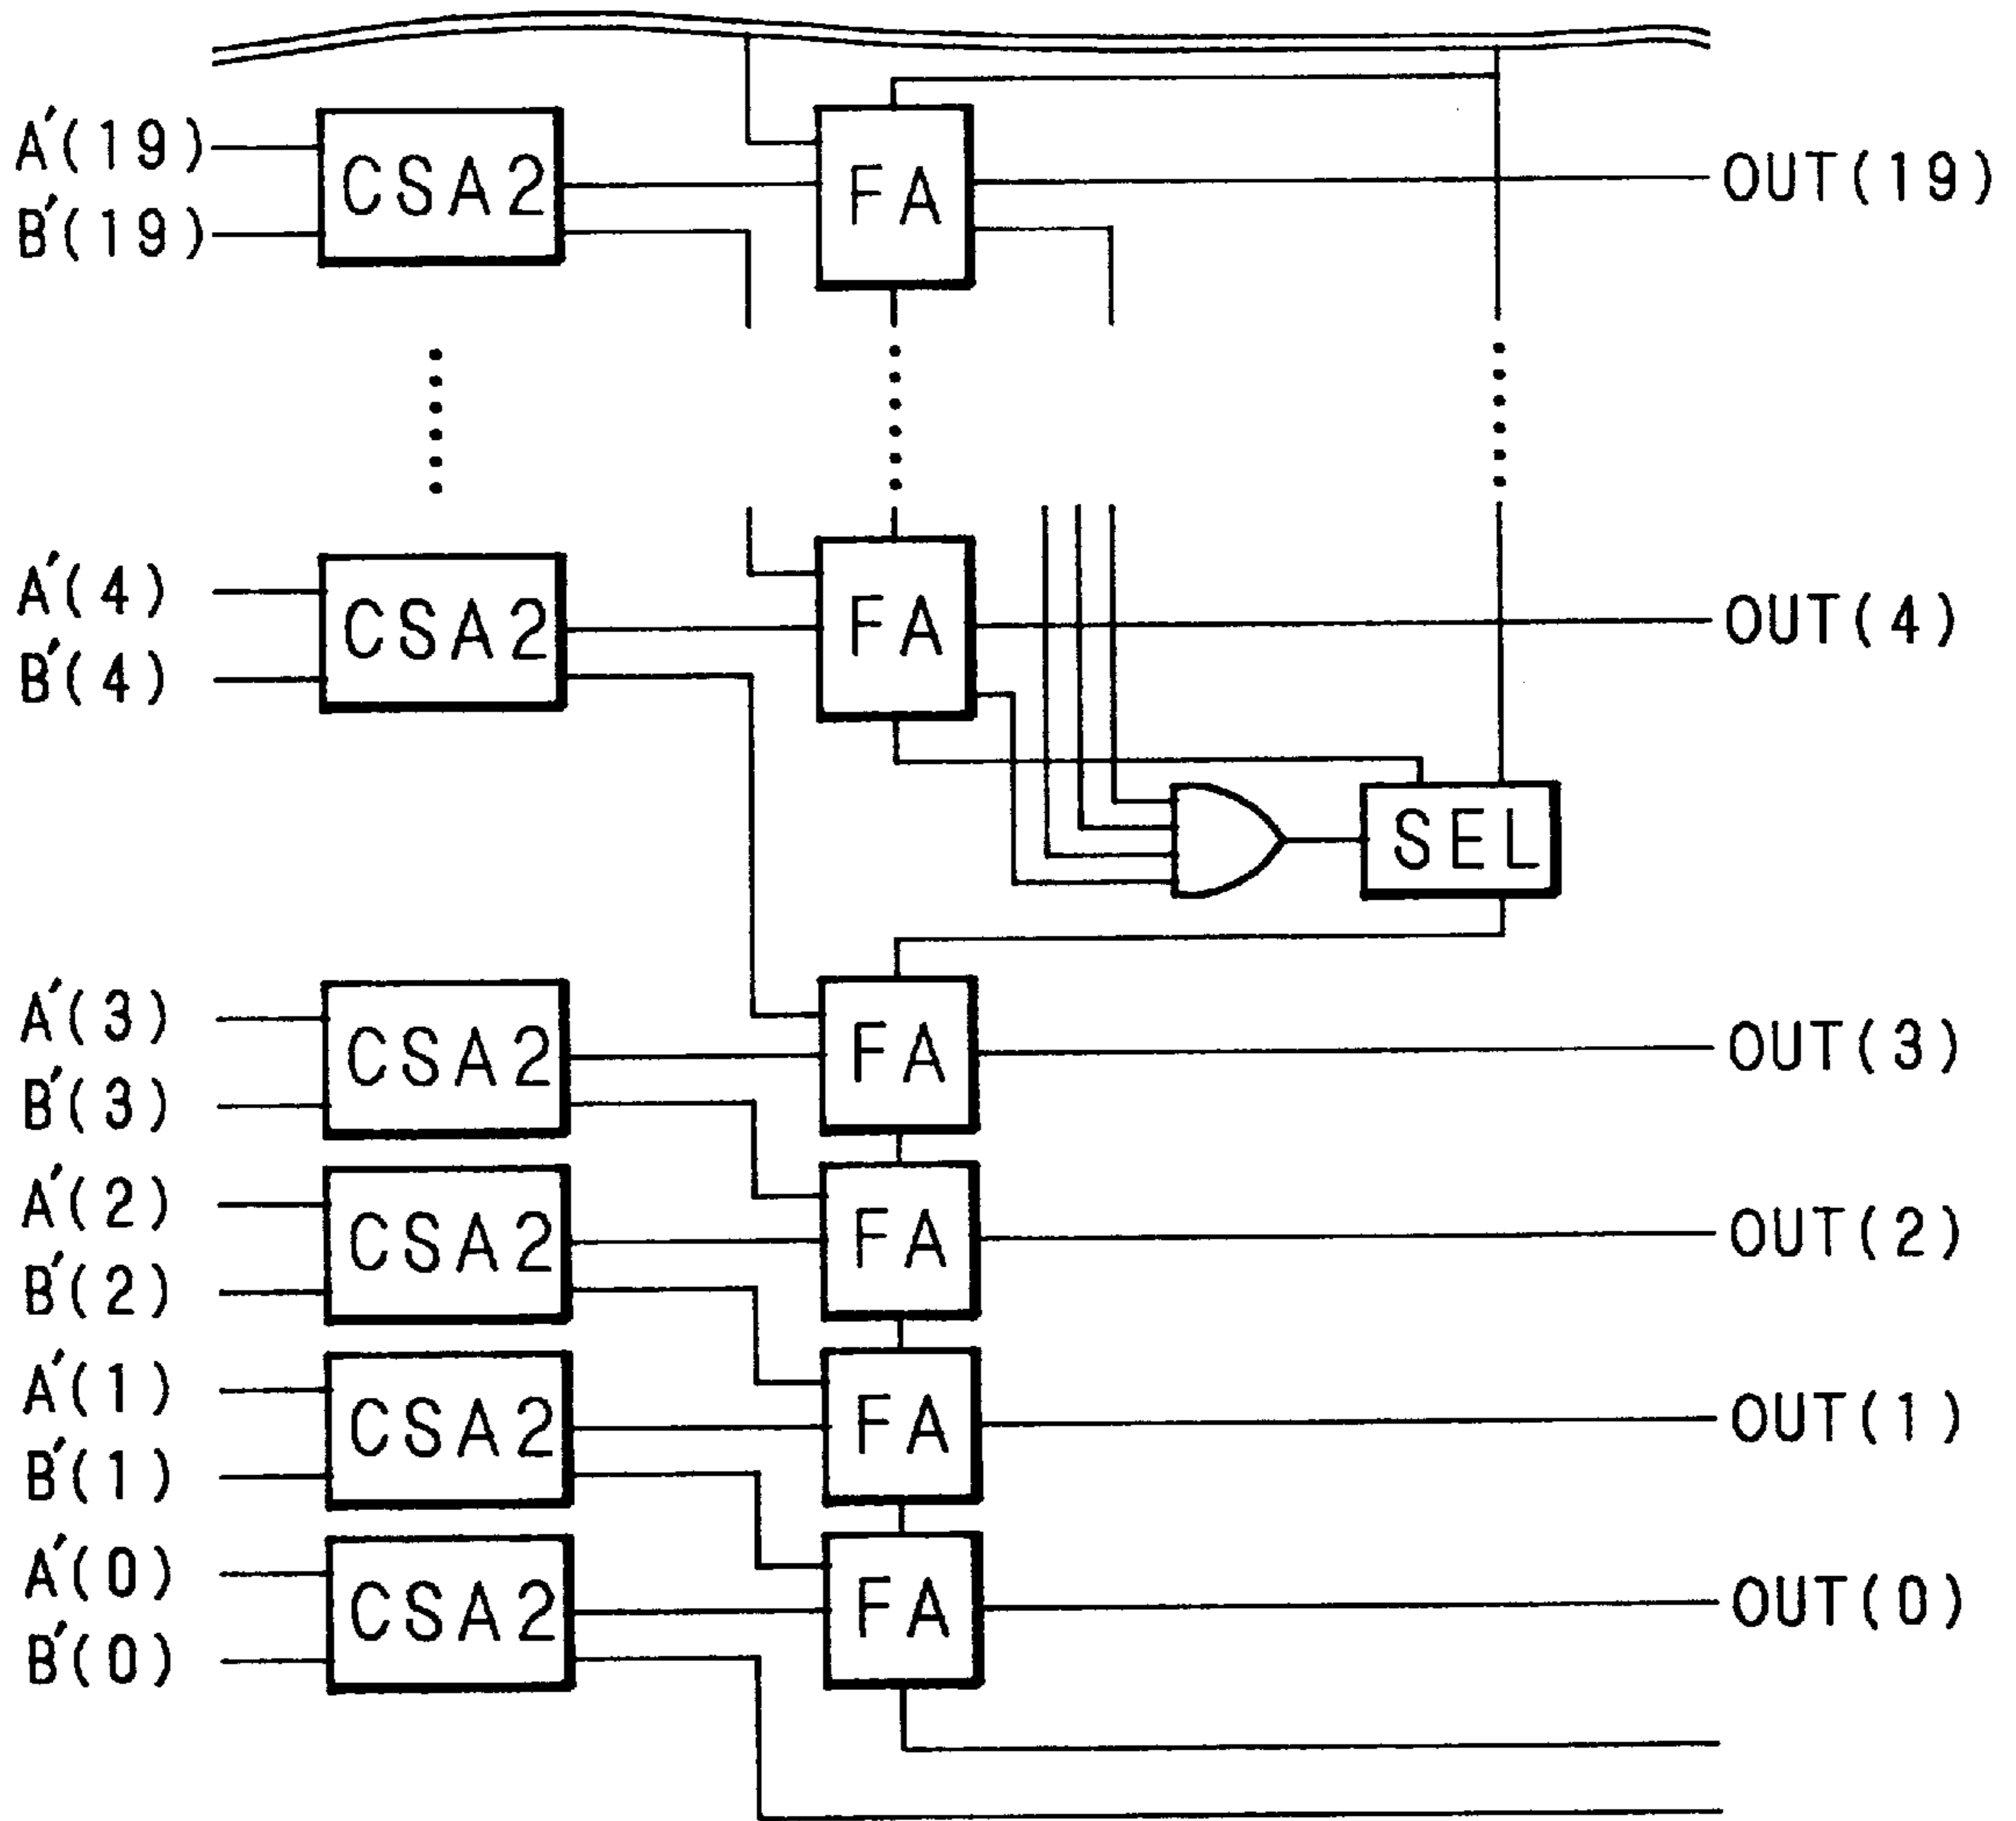 A′(19)
CSA2
FA
OUT(19)
B′(19)
A′(4)
CSA2
FA
OUT(4)
B′(4)
SEL
A′(3)
CSA2
FA
OUT(3)
B′(3)
A′(2)
CSA2
FA
OUT(2)
B′(2)
A′(1)
CSA2
FA
OUT(1)
B′(1)
A′(0)
CSA2
FA
OUT(0)
B′(0)